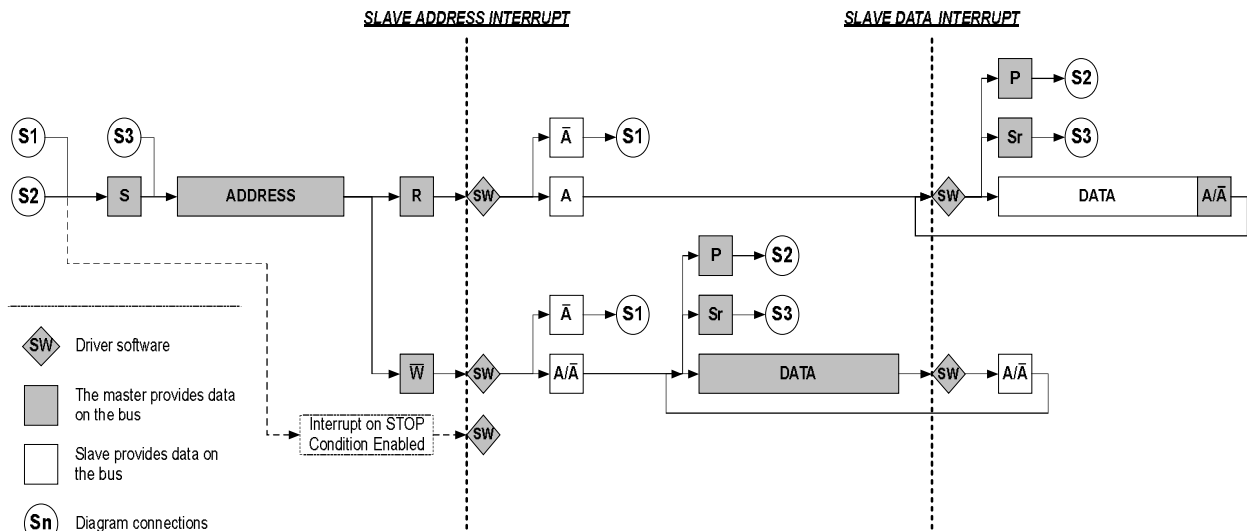 SLAVE ADDRESS INTERRUPT
SLAVE DATA INTERRUPT
P
S2
S1
S3
A̅
S1
Sr
S3
S2
S
ADDRESS
R
SW
A
SW
DATA
A/A̅
P
S2
A̅
S1
Sr
S3
SW
Driver software
W̅
SW
A/A̅
DATA
SW
A/A̅
The master provides data
on the bus
Interrupt on STOP
Condition Enabled
SW
Slave provides data on
the bus
Sn
Diagram connections